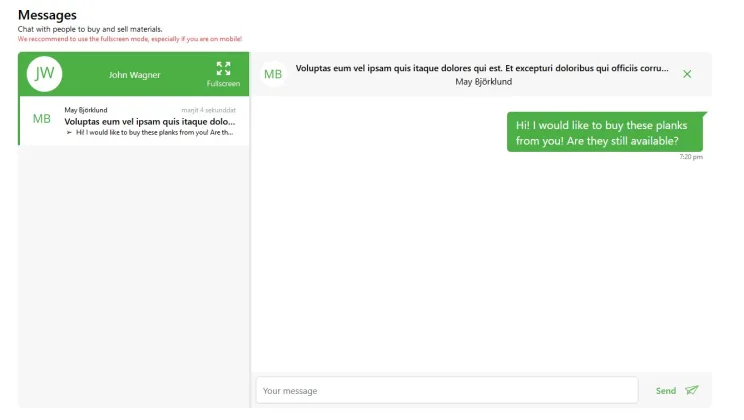 Messages
Chat with people to buy and sell materials.
We reccommend to use the fullscreen mode, especially if you are on mobile!
JW
John Wagner
Fullscreen
MB
May Björklund
maŋit 4 sekunddat
Voluptas eum vel ipsam quis itaque dolo...
Hi! I would like to buy these planks from you! Are th...
MB
Voluptas eum vel ipsam quis itaque dolores qui est. Et excepturi doloribus qui officiis corru...
May Björklund
Hi! I would like to buy these planks
from you! Are they still available?
7:20 pm
Your message
Send